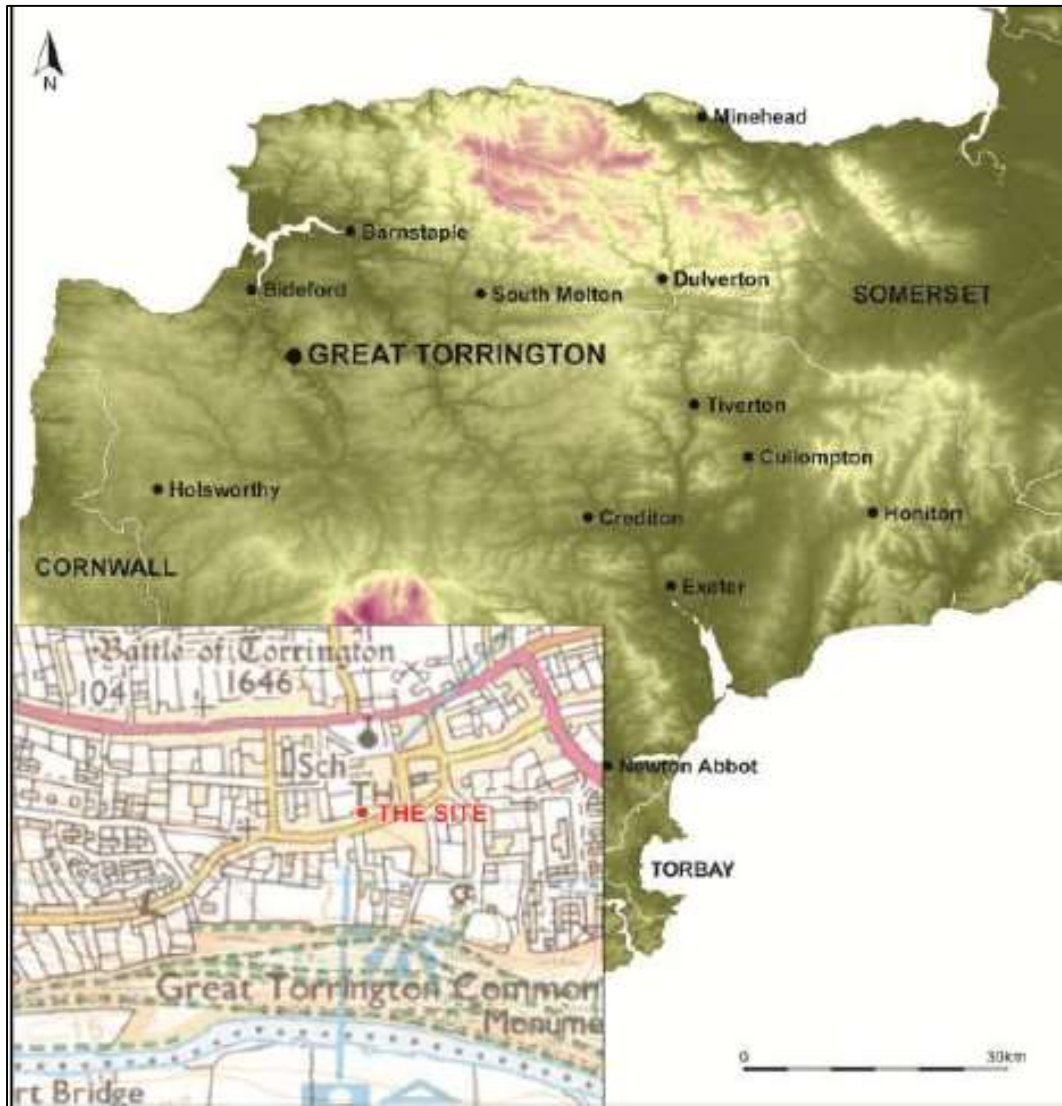 N
Minehead
Barnstaple
Bideford
South Molton
Dulverton
SOMERSET
GREAT TORRINGTON
Tiverton
Cullompton
Holsworthy
Crediton
Honiton
CORNWALL
Exeter
Battle of Torrington
1646
104
Sch
TH
THE SITE
Newton Abbot
TORBAY
Great Torrington Common
Monume
rt Bridge
0
30km